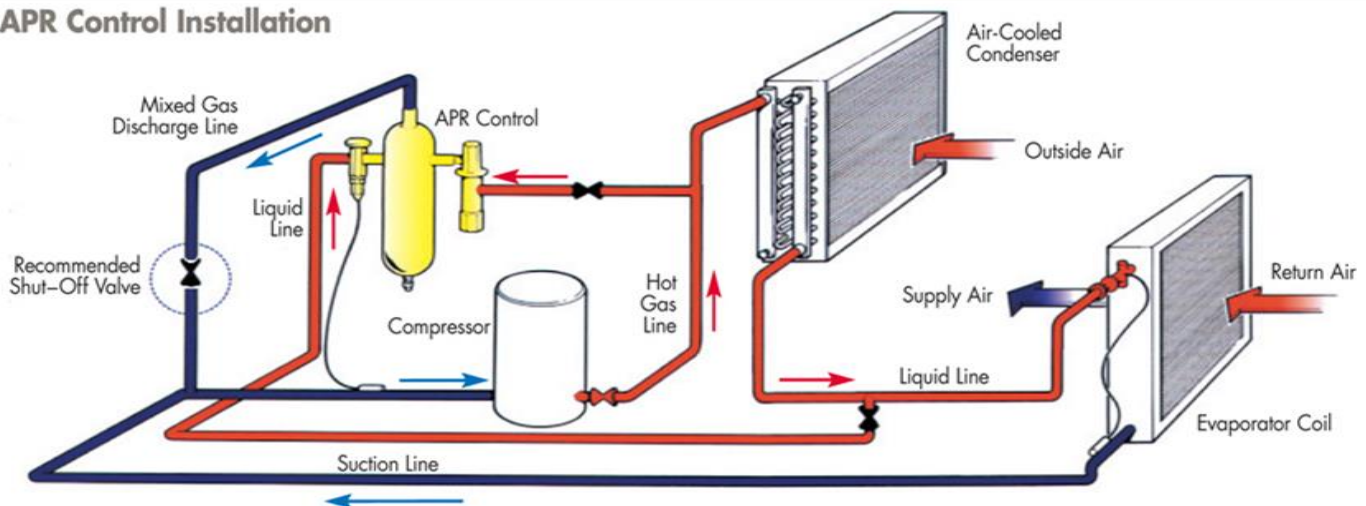 APR Control Installation
Mixed Gas
Discharge Line
APR Control
Air-Cooled
Condenser
Outside Air
Liquid
Line
Recommended
Shut–Off Valve
Compressor
Hot
Gas
Line
Supply Air
Return Air
Liquid Line
Evaporator Coil
Suction Line